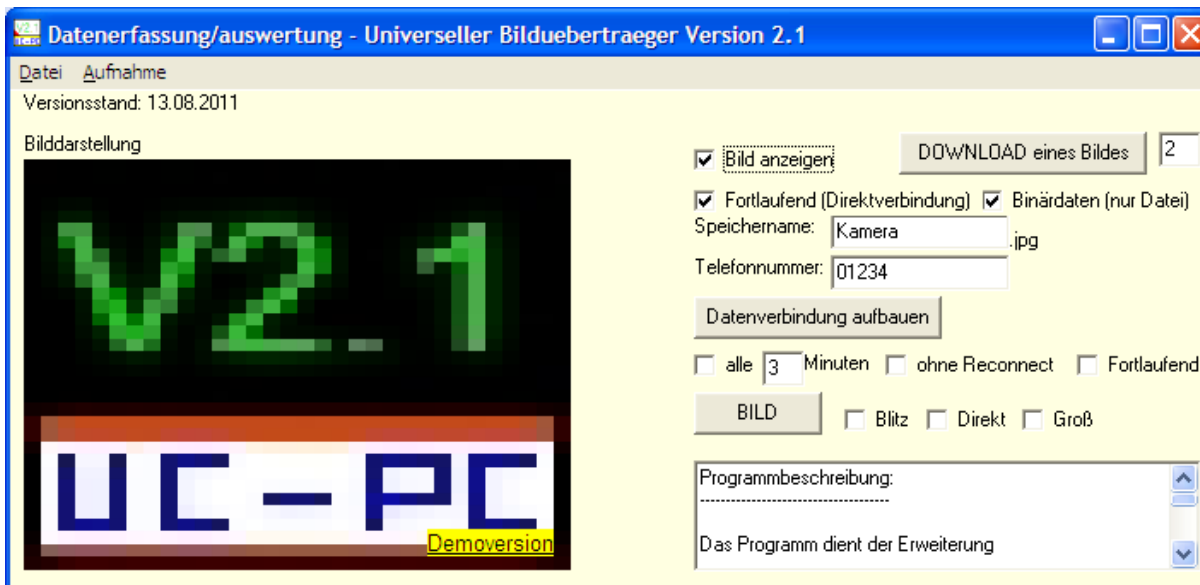 Datenerfassung/auswertung - Universeller Bilduebertraeger Version 2.1
Datei Aufnahme
Versionsstand: 13.08.2011
Bilddarstellung
V2.1
UC-PC
Demoversion
Bild anzeigen
DOWNLOAD eines Bildes 2
Fortlaufend (Direktverbindung) Binärdaten (nur Datei)
Speichername: Kamera .jpg
Telefonnummer: 01234
Datenverbindung aufbauen
alle 3 Minuten ohne Reconnect Fortlaufend
BILD Blitz Direkt Groß
Programmbeschreibung:
-----------------------------------
Das Programm dient der Erweiterung